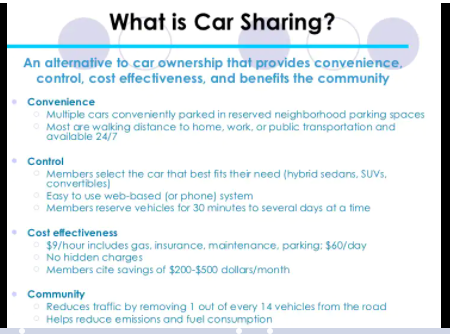 What is Car Sharing?
An alternative to car ownership that provides convenience,
control, cost effectiveness, and benefits the community
Convenience
Multiple cars conveniently parked in reserved neighborhood parking spaces
Most are walking distance to home, work, or public transportation and
available 24/7
Control
Members select the car that best fits their need (hybrid sedans, SUVs,
convertibles)
Easy to use web-based (or phone) system
Members reserve vehicles for 30 minutes to several days at a time
Cost effectiveness
$9/hour includes gas, insurance, maintenance, parking; $60/day
No hidden charges
Members cite savings of $200-$500 dollars/month
Community
Reduces traffic by removing 1 out of every 14 vehicles from the road
Helps reduce emissions and fuel consumption